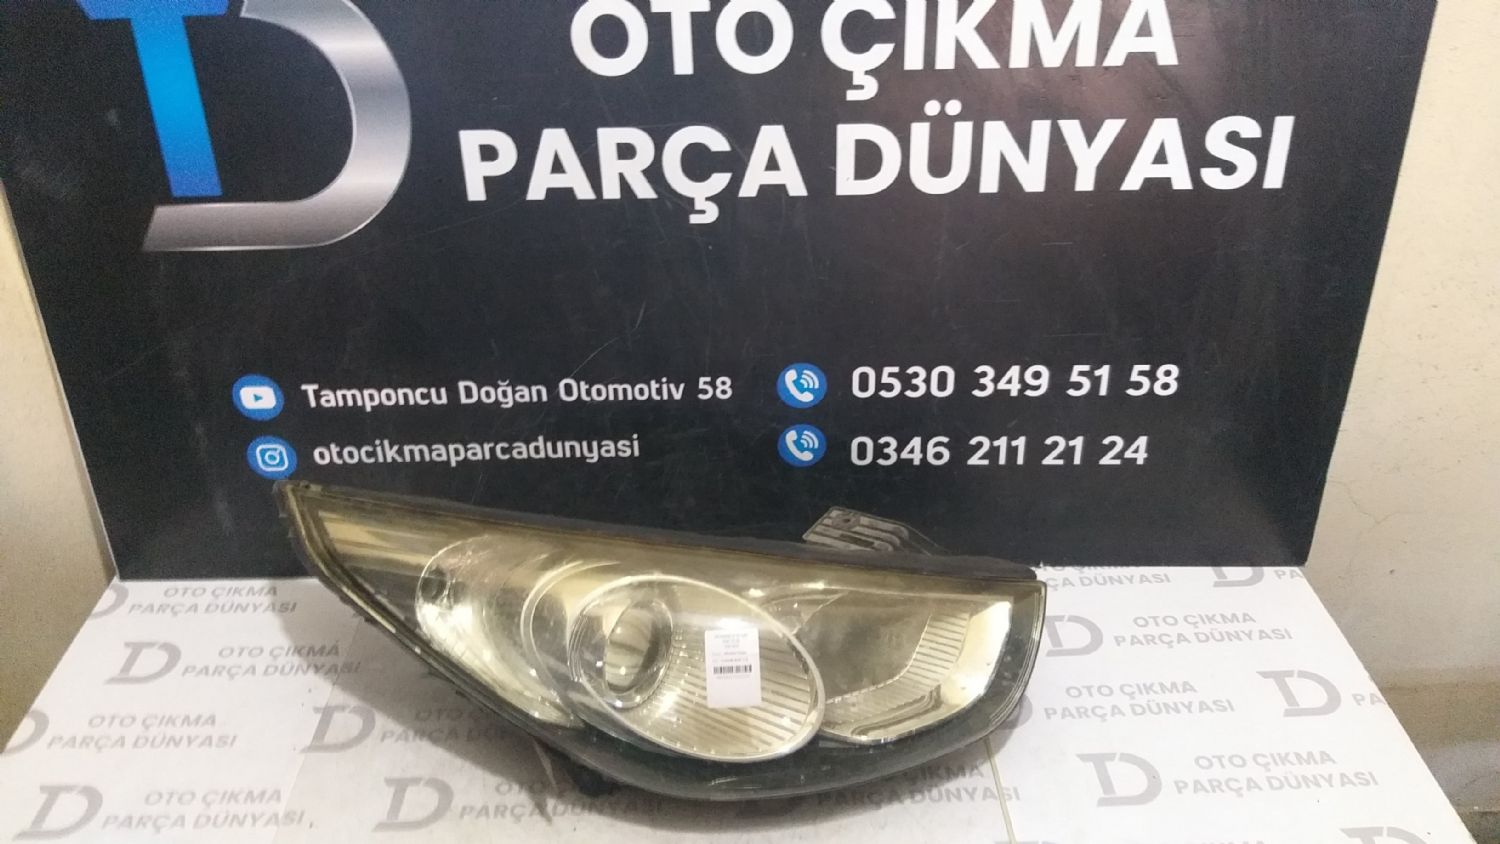 TD
OTO ÇIKMA
PARÇA DÜNYASI
Tamponcu Doğan Otomotiv 58
otocikmaparcadunyasi
0530 349 51 58
0346 211 21 24
OTO ÇIKMA
PARÇA DÜNYASI
PARÇA DÜNYASI
OTO ÇIKMA
PARÇA DÜNYASI
OTO ÇIKMA
PARÇA DÜNYASI
OTO ÇIKMA
PARÇA DÜNYASI
OTO ÇIKMA
PARÇA DÜNYASI
OTO ÇIKMA
PARÇA DÜNYASI
OTO ÇIKMA
PARÇA DÜNYASI